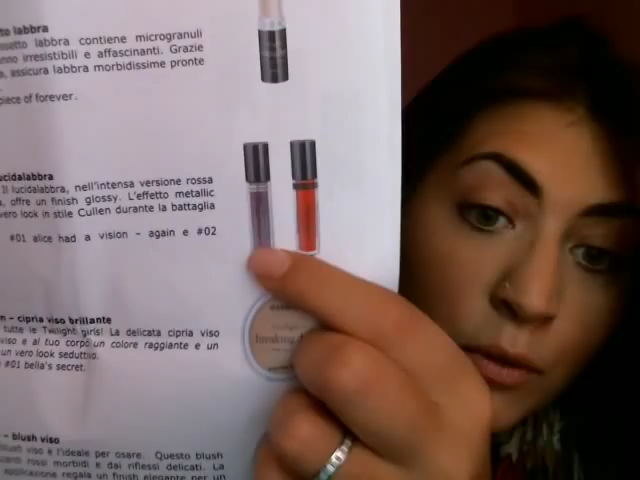 to labbra
ssetto labbra contiene microgranuli
nno irresistibili e affascinanti. Grazie
a, assicura labbra morbidissime pronte
piece of forever.
ucidalabbra
Il lucidalabbra, nell'intensa versione rossa
a, offre un finish glossy. L'effetto metallic
vero look in stile Cullen durante la battaglia
#01 alice had a vision – again e #02
n – cipria viso brillante
tutte le Twilight girls! La delicata cipria viso
viso e al tuo corpo un colore raggiante e un
un vero look seduttivo.
#01 bella's secret.
breaking d
– blush viso
blush viso è l'ideale per osare. Questo blush
rossi morbidi e dai riflessi delicati. La
applicazione regala un finish elegante per un